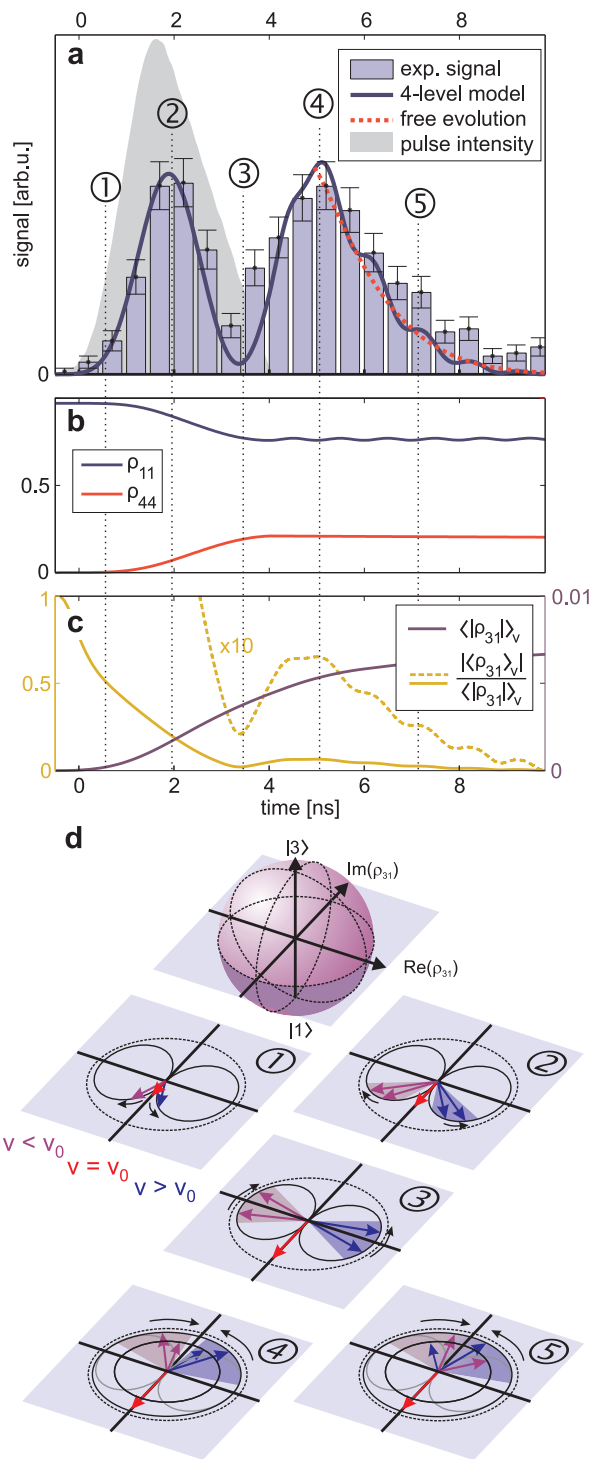 0 2 4 6 8
a
exp. signal
4-level model
free evolution
pulse intensity
① ② ③ ④ ⑤
signal [arb.u.]
0
b
ρ11
ρ44
0.5
0
1
c
x10
⟨|ρ31|⟩v
|⟨ρ31⟩v|
⟨|ρ31|⟩v
0.01
0.5
0
0
0 2 4 6 8
time [ns]
d
|3⟩
Im(ρ31)
Re(ρ31)
|1⟩
①
②
v < v0
v = v0
v > v0
③
④
⑤